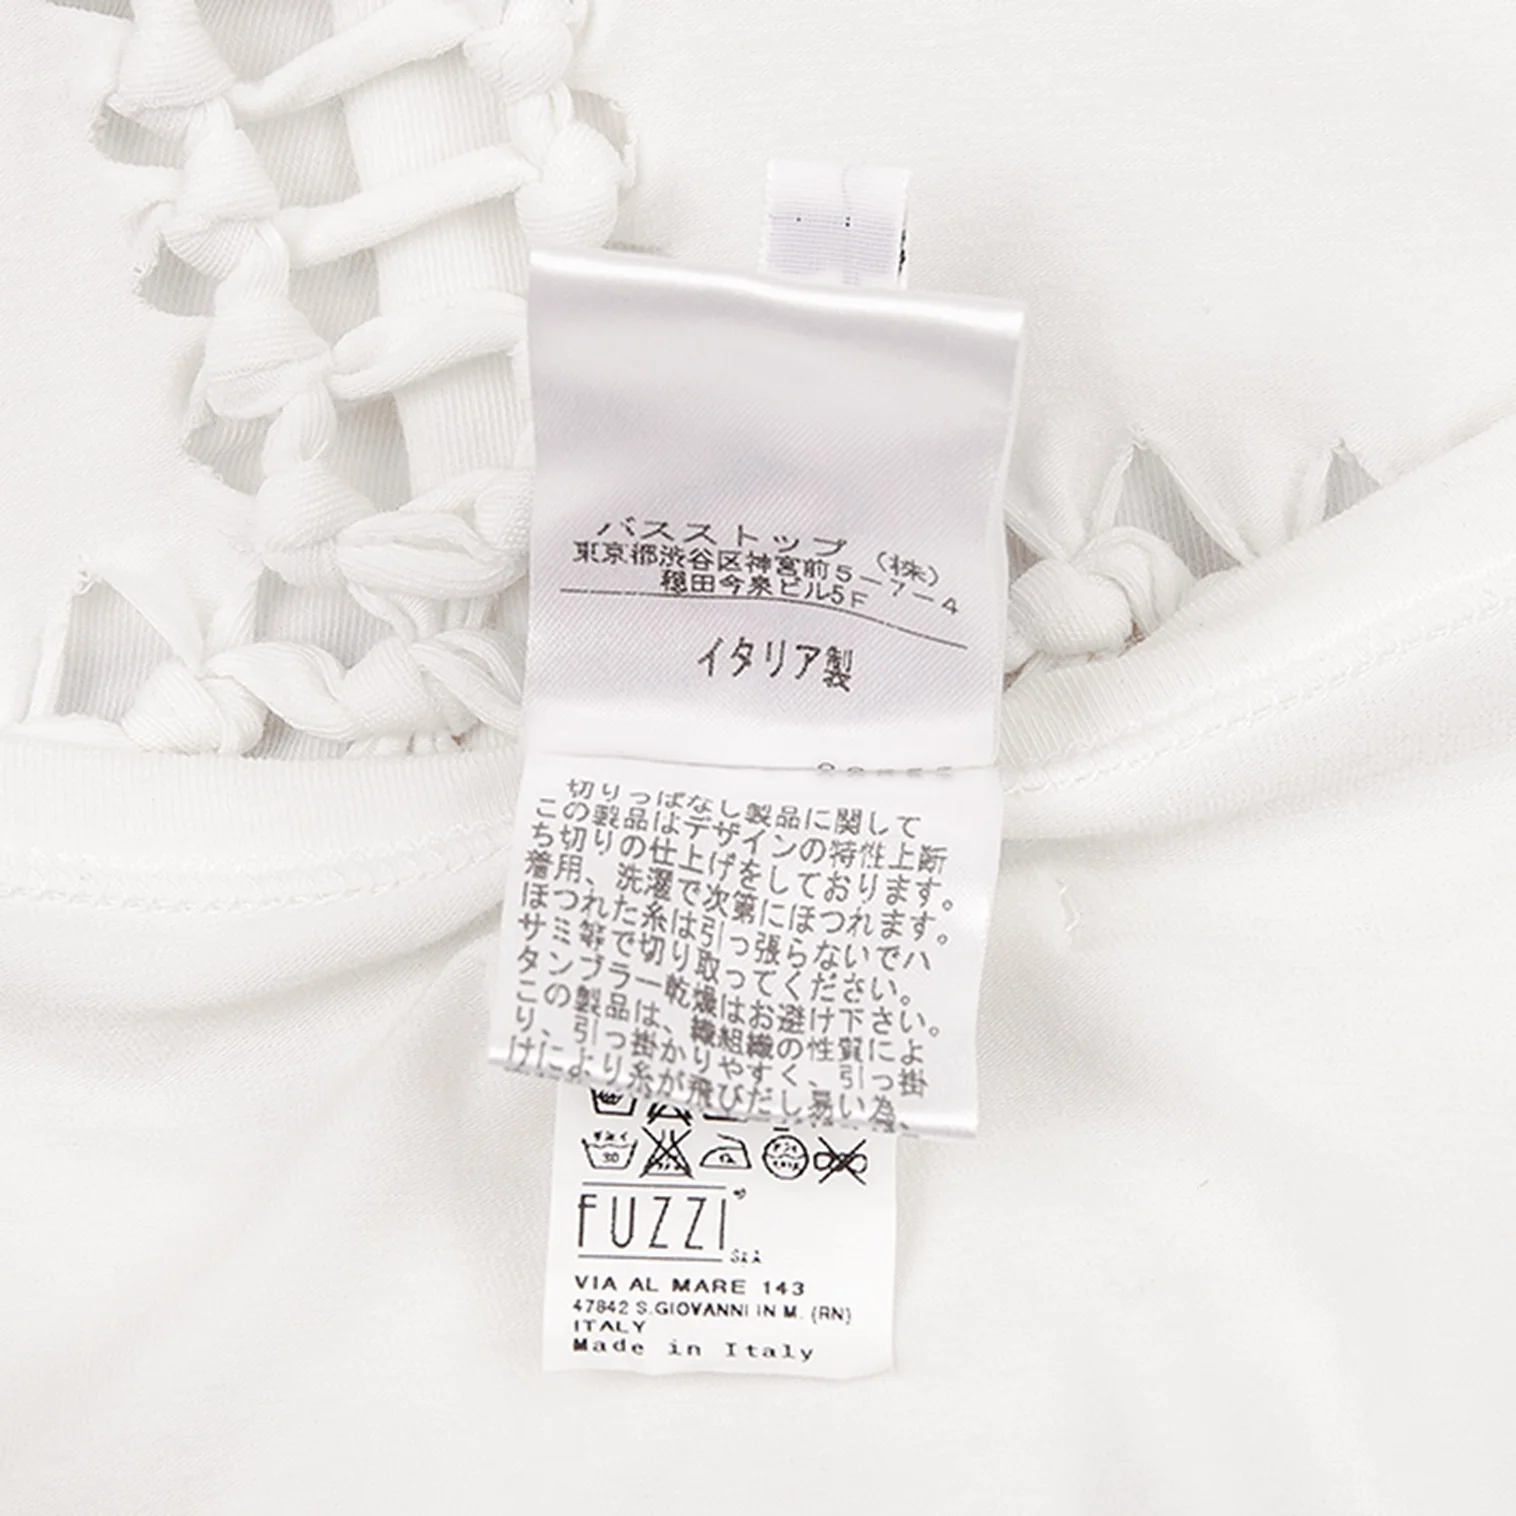 バスストップ（株）
東京都渋谷区神宮前5-7-4
穏田今泉ビル5F
イタリア製
切りっぱなし製品に関して
この製品はデザインの特性上断
ち切りの仕上げをしております。
着用、洗濯で次第にほつれます。
ほつれた糸は引っ張らないでハ
サミ等で切り取ってください。
タンブラー乾燥はお避け下さい。
この製品は、繊組織の性質によ
り、引っ掛かりやすく、引っ掛
けにより糸が飛びだし易い為、
30
FUZZI
SPA
VIA AL MARE 143
47842 S.GIOVANNI IN M. (RN)
ITALY
Made in Italy